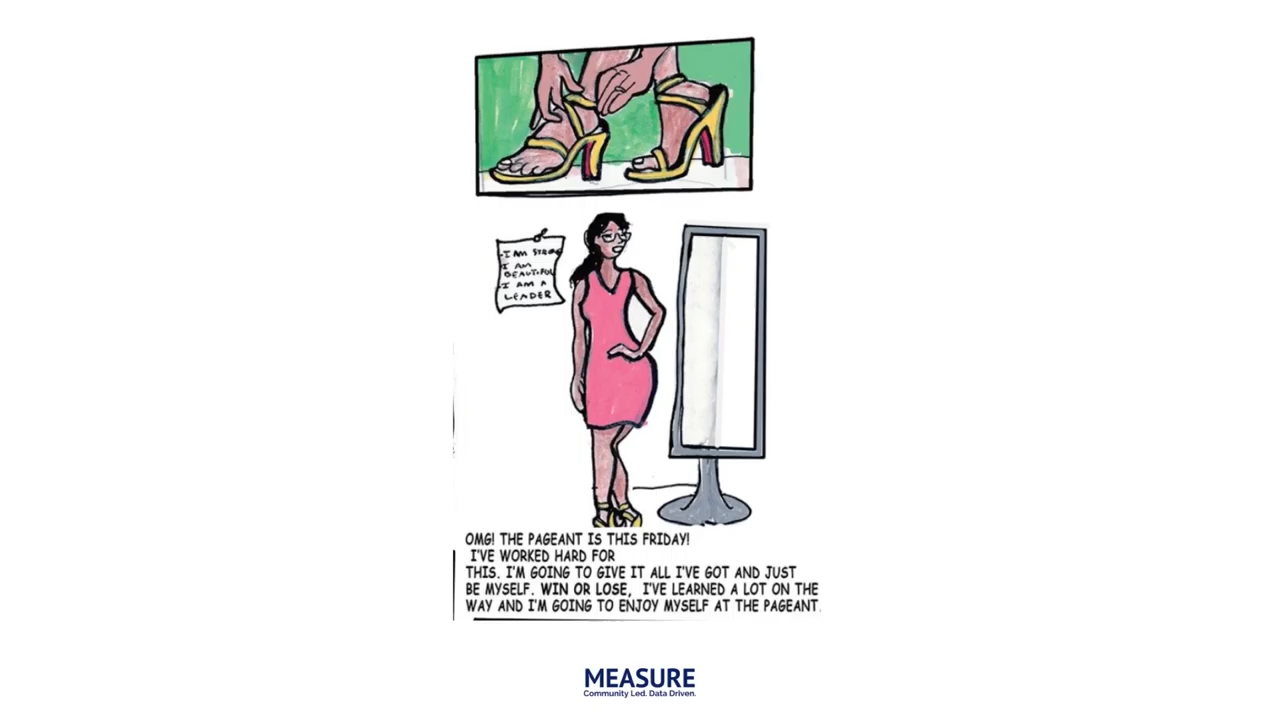 -I AM STRO
I AM
BEAUTIFUL
-I AM A
LEADER
OMG! THE PAGEANT IS THIS FRIDAY!
I'VE WORKED HARD FOR
THIS. I'M GOING TO GIVE IT ALL I'VE GOT AND JUST
BE MYSELF. WIN OR LOSE, I'VE LEARNED A LOT ON THE
WAY AND I'M GOING TO ENJOY MYSELF AT THE PAGEANT.
MEASURE
Community Led. Data Driven.